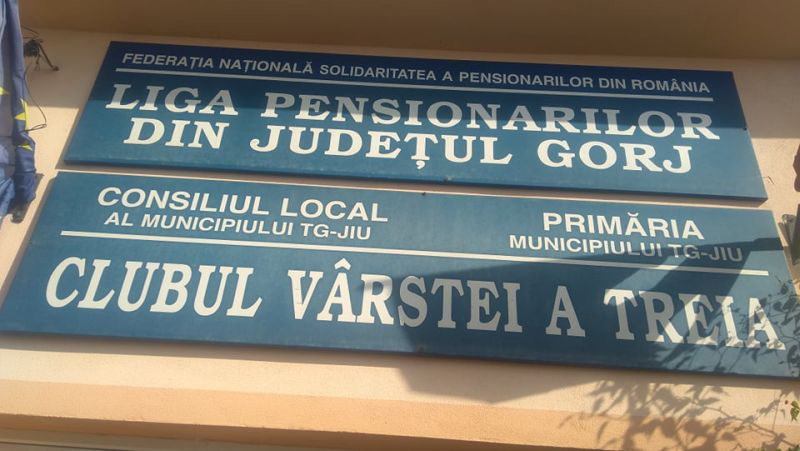 FEDERAȚIA NAȚIONALĂ SOLIDARITATEA A PENSIONARILOR DIN ROMÂNIA
LIGA PENSIONARILOR
DIN JUDEȚUL GORJ
CONSILIUL LOCAL
AL MUNICIPIULUI TG-JIU
PRIMĂRIA
MUNICIPIULUI TG-JIU
CLUBUL VÂRSTEI A TREIA